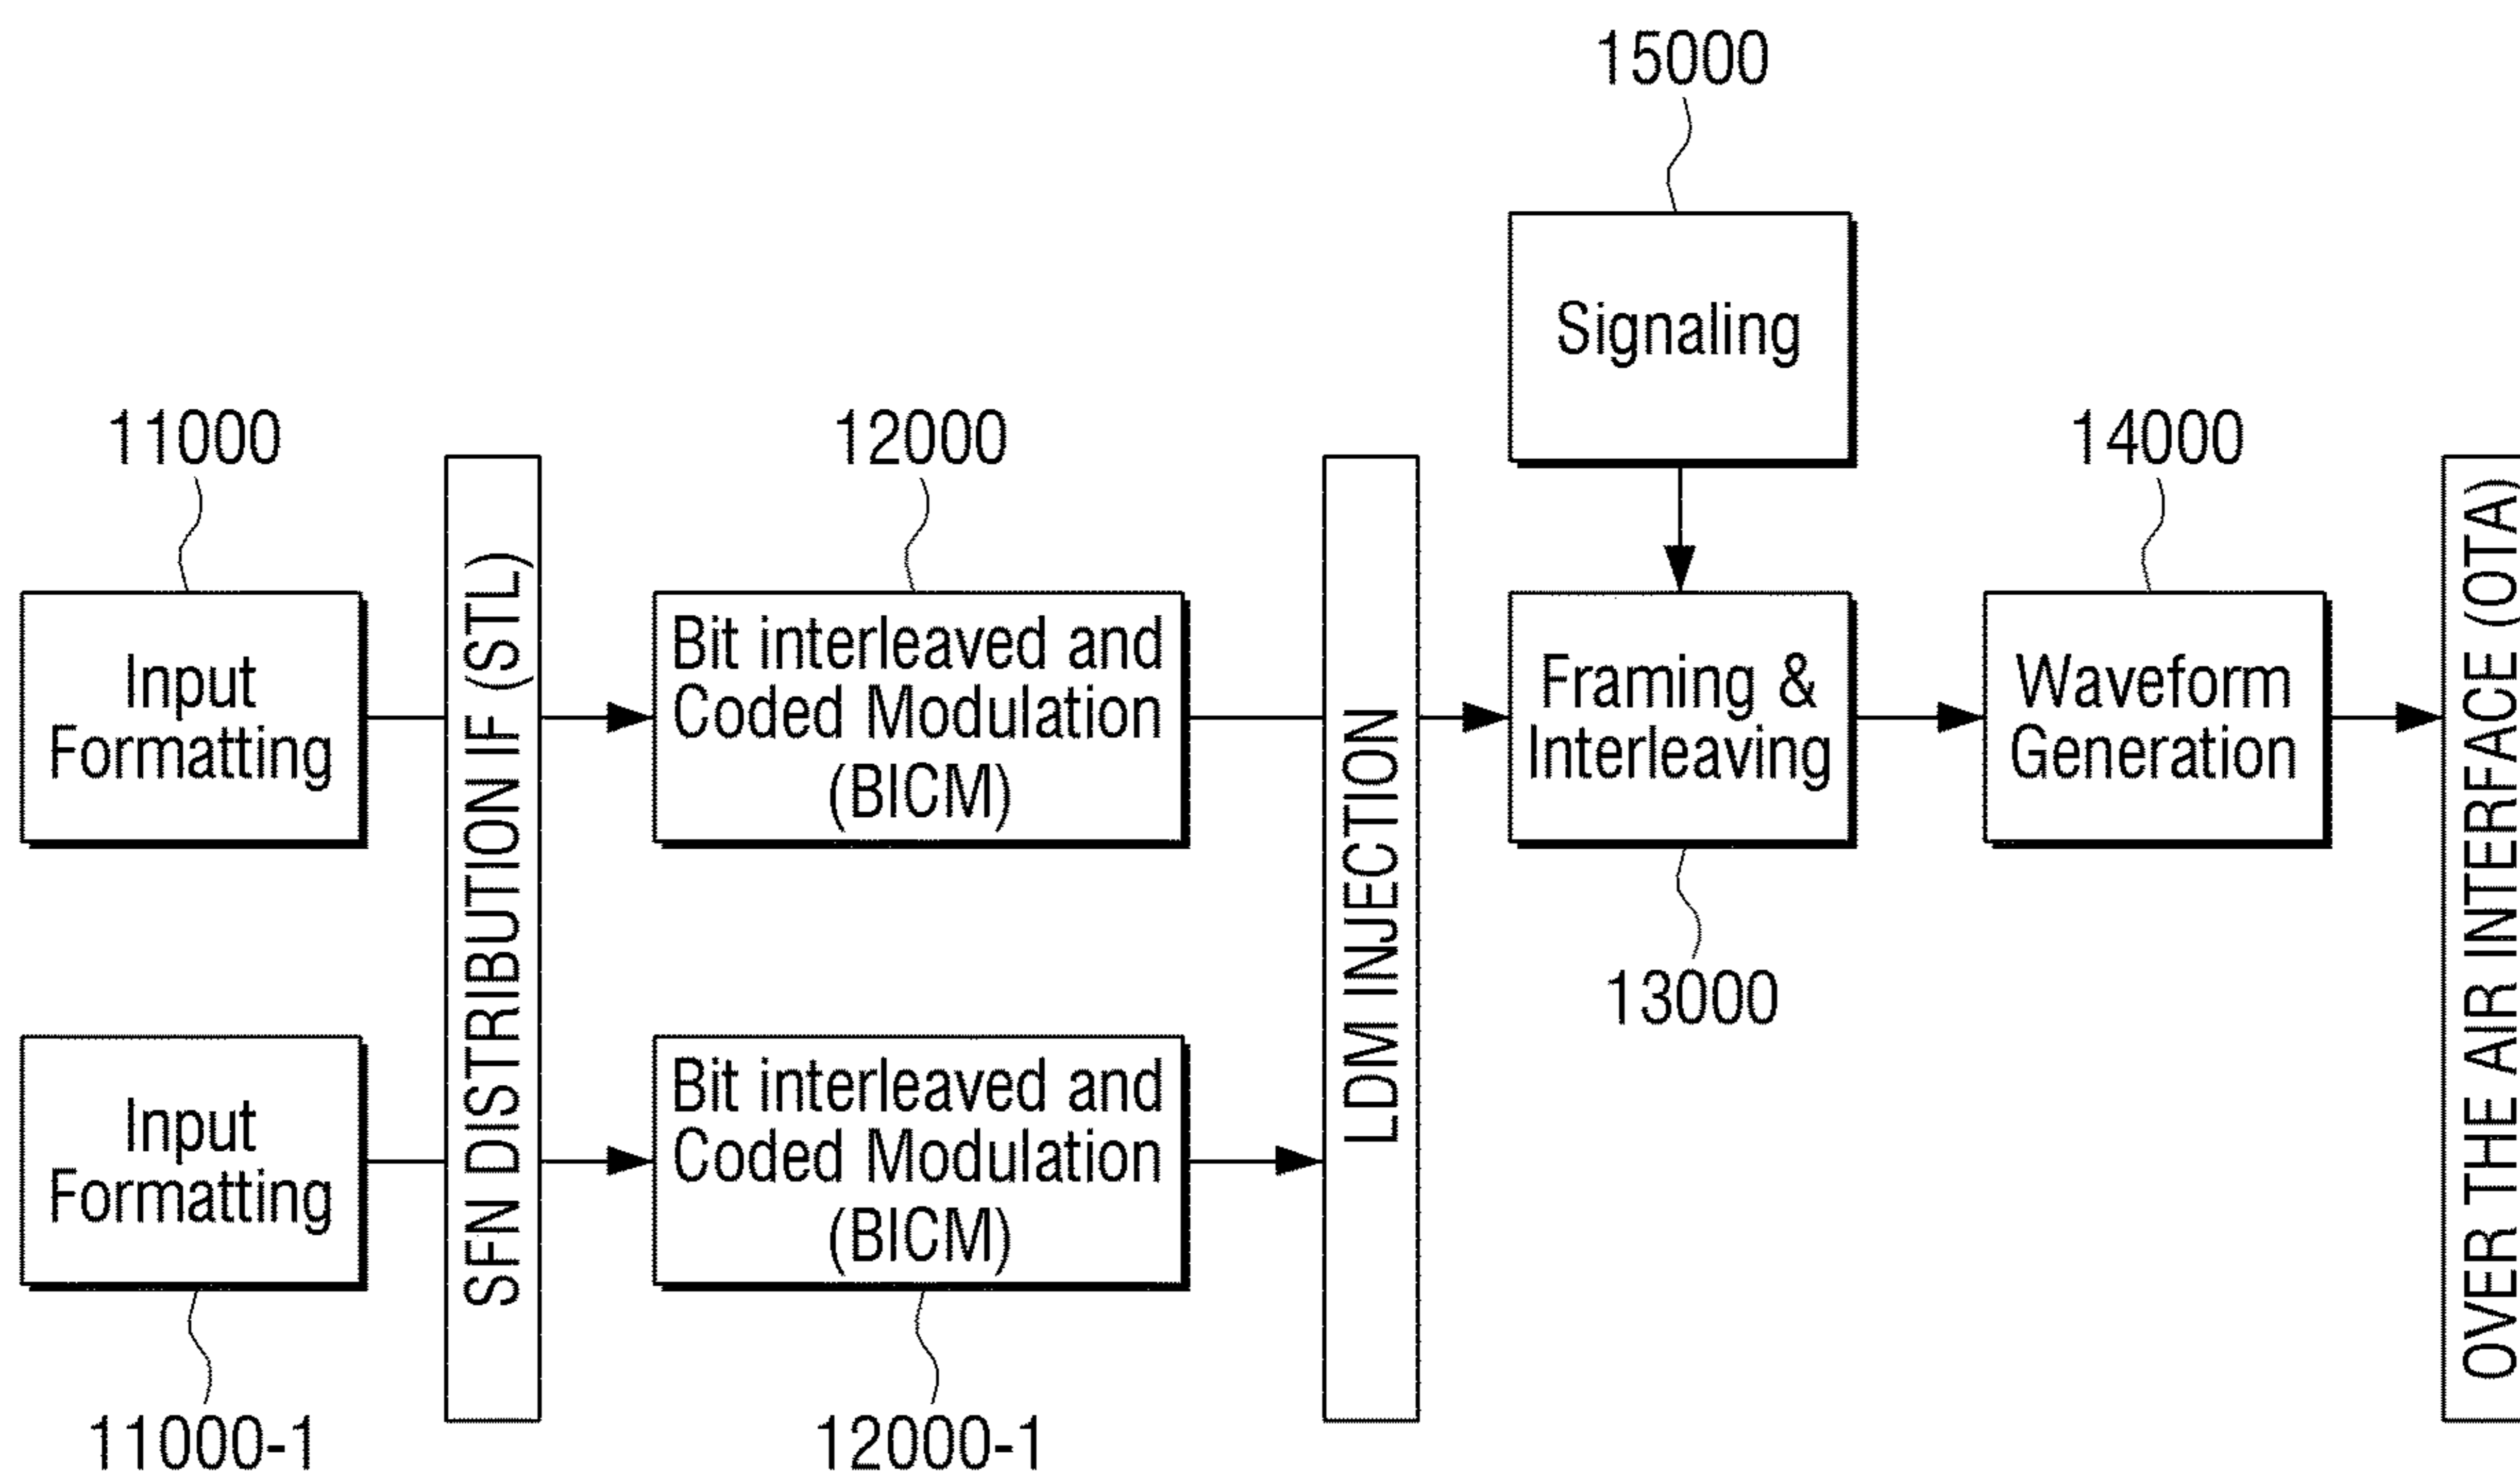 15000
Signaling
11000
12000
14000
Input
Formatting
SFN DISTRIBUTION IF (STL)
Bit interleaved and
Coded Modulation
(BICM)
LDM INJECTION
Framing &
Interleaving
Waveform
Generation
OVER THE AIR INTERFACE (OTA)
13000
Input
Formatting
Bit interleaved and
Coded Modulation
(BICM)
11000-1
12000-1